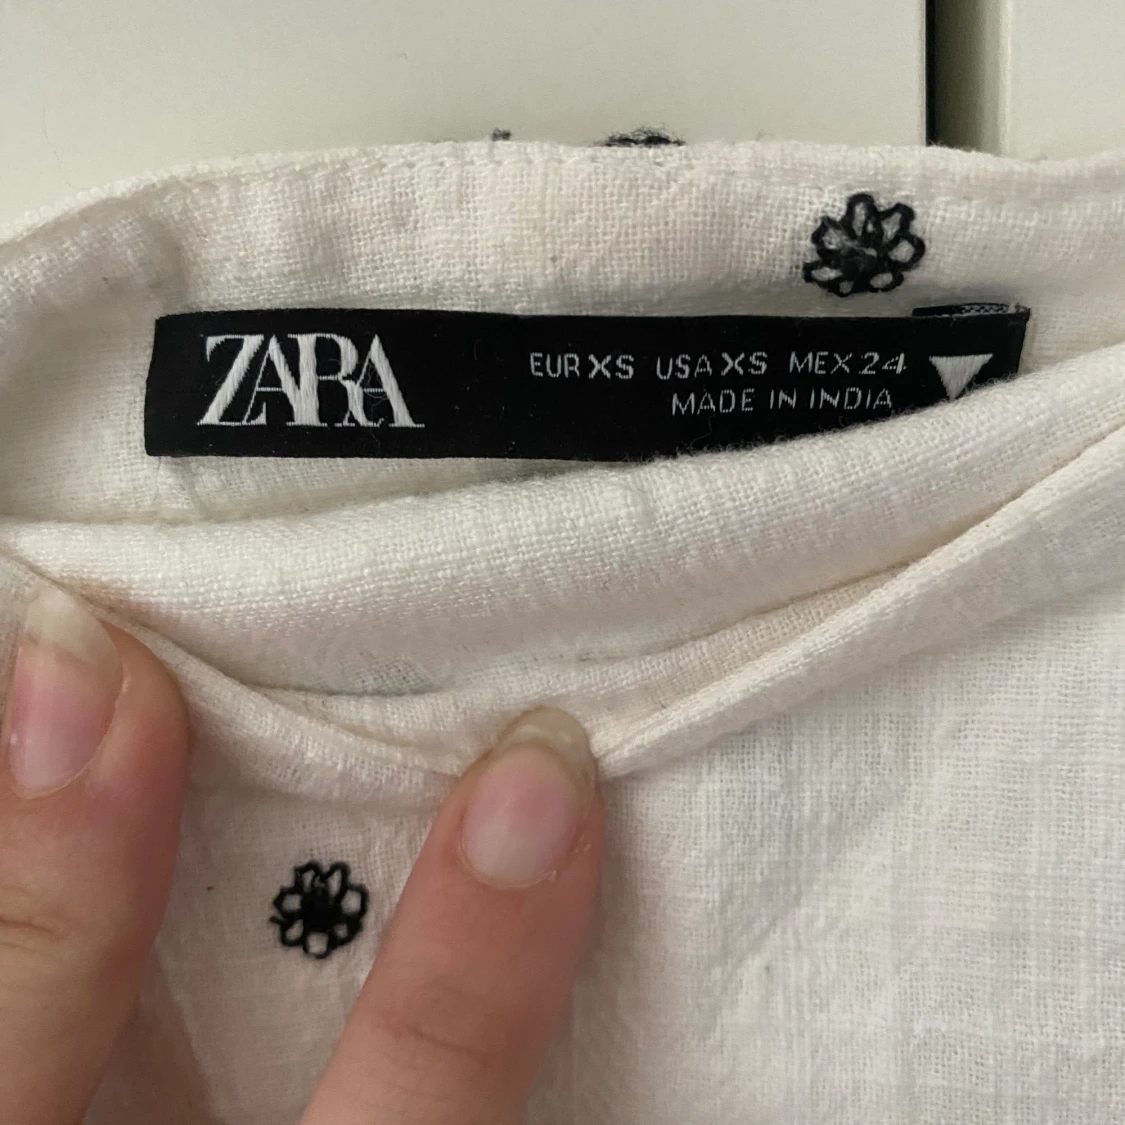 ZARA
EUR XS USA XS MEX 24
MADE IN INDIA